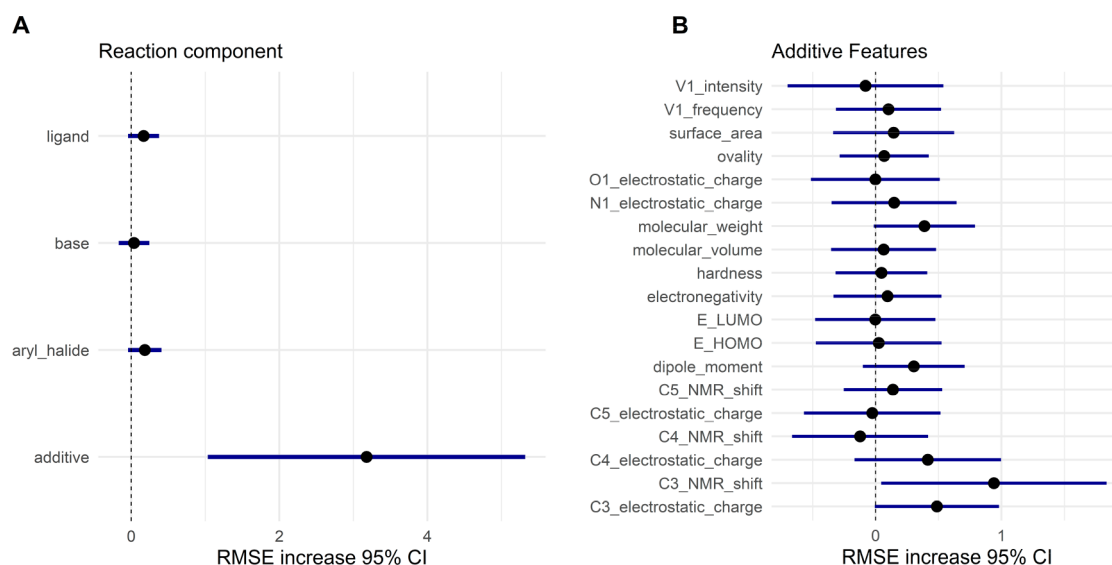 A
Reaction component
ligand
base
aryl_halide
additive
0
2
4
RMSE increase 95% CI
B
Additive Features
V1_intensity
V1_frequency
surface_area
ovality
O1_electrostatic_charge
N1_electrostatic_charge
molecular_weight
molecular_volume
hardness
electronegativity
E_LUMO
E_HOMO
dipole_moment
C5_NMR_shift
C5_electrostatic_charge
C4_NMR_shift
C4_electrostatic_charge
C3_NMR_shift
C3_electrostatic_charge
0
1
RMSE increase 95% CI